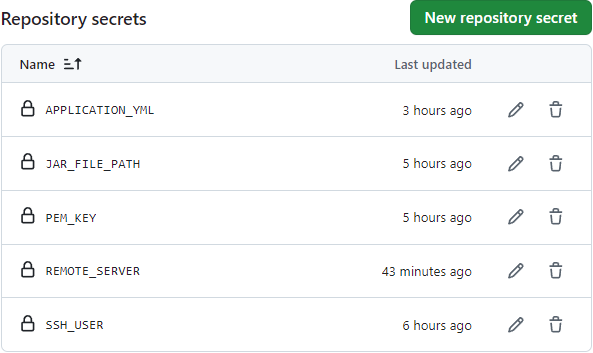 Repository secrets
New repository secret
Name
Last updated
APPLICATION_YML 3 hours ago
JAR_FILE_PATH 5 hours ago
PEM_KEY 5 hours ago
REMOTE_SERVER 43 minutes ago
SSH_USER 6 hours ago